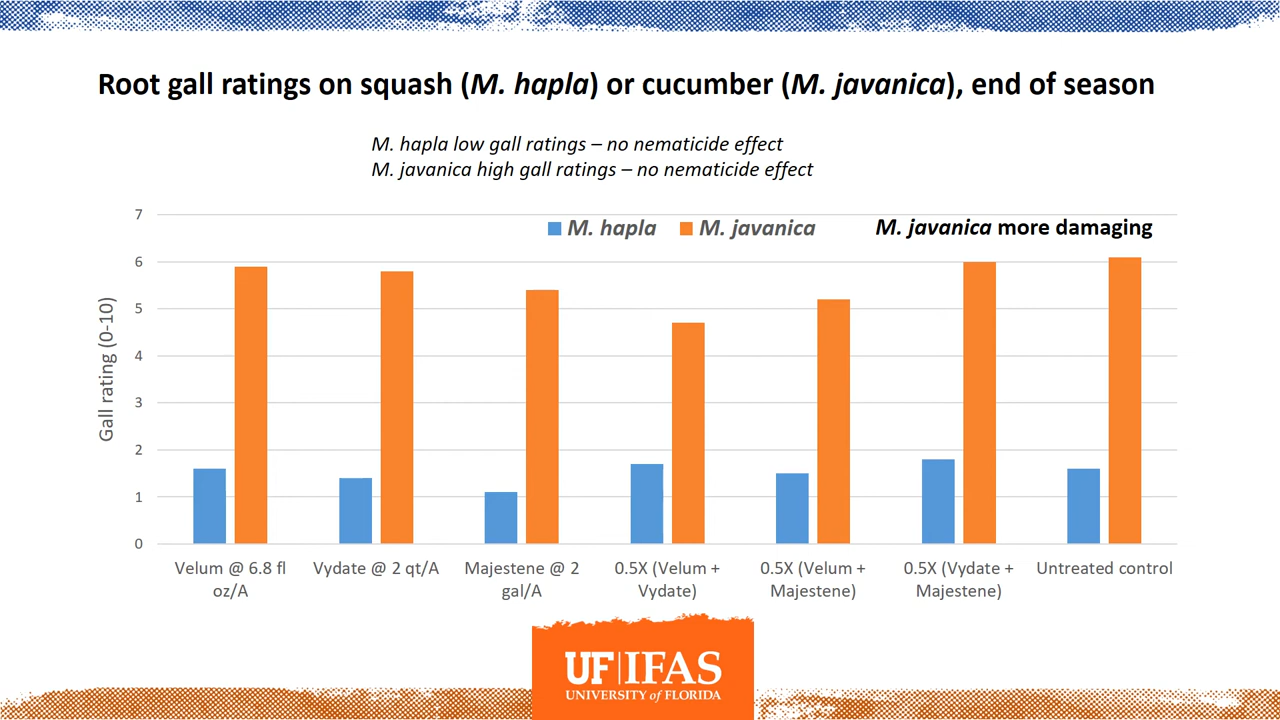 Root gall ratings on squash (M. hapla) or cucumber (M. javanica), end of season
M. hapla low gall ratings – no nematicide effect
M. javanica high gall ratings – no nematicide effect
M. hapla
M. javanica
M. javanica more damaging
Gall rating (0-10)
7
6
5
4
3
2
1
0
Velum @ 6.8 fl
oz/A
Vydate @ 2 qt/A
Majestene @ 2
gal/A
0.5X (Velum +
Vydate)
0.5X (Velum +
Majestene)
0.5X (Vydate +
Majestene)
Untreated control
UF|IFAS
UNIVERSITY of FLORIDA